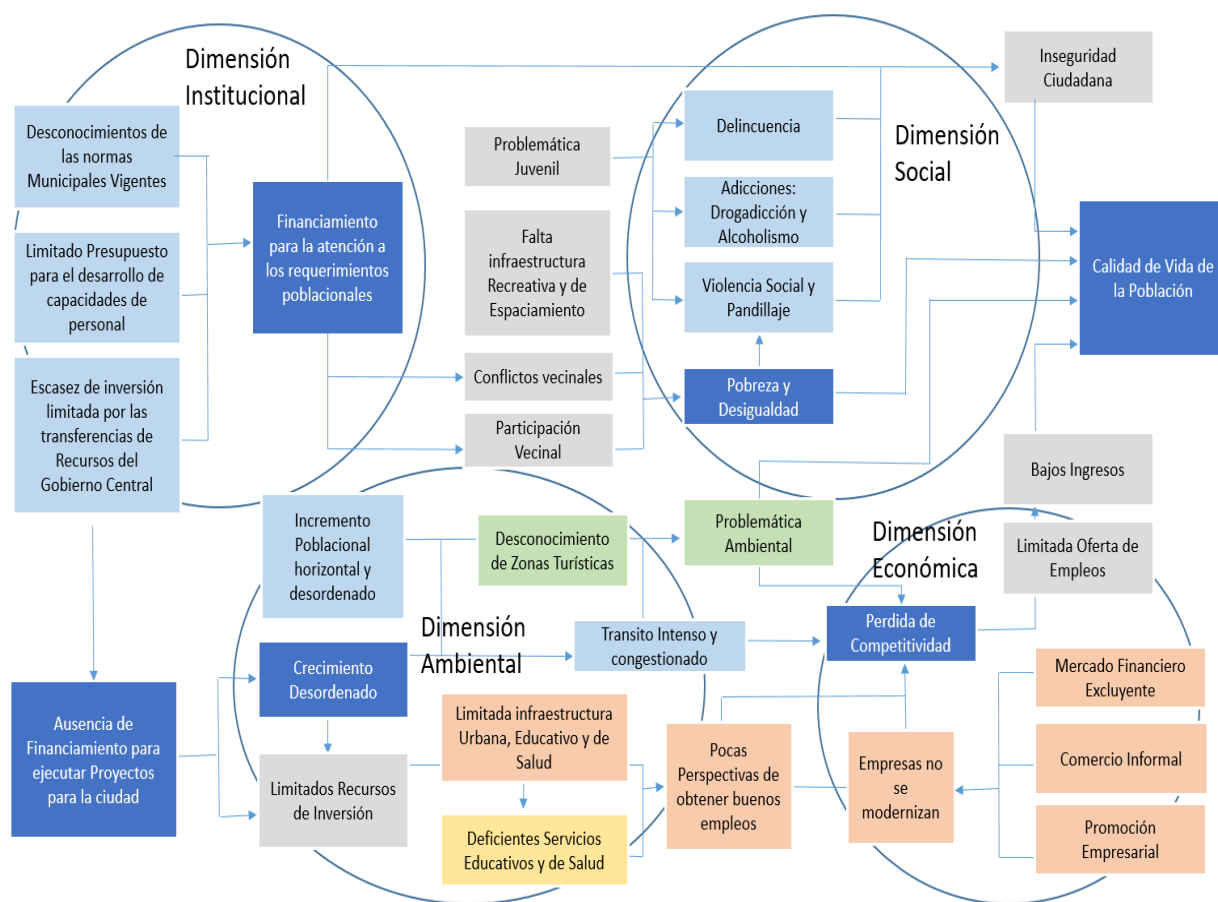 Dimensión
Institucional
Desconocimientos de
las normas
Municipales Vigentes
Limitado Presupuesto
para el desarrollo de
capacidades de
personal
Escasez de inversión
limitada por las
transferencias de
Recursos del
Gobierno Central
Financiamiento
para la atención a
los requerimientos
poblacionales
Problemática
Juvenil
Falta
infraestructura
Recreativa y de
Espaciamiento
Conflictos vecinales
Participación
Vecinal
Dimensión
Social
Delincuencia
Adicciones:
Drogadicción y
Alcoholismo
Violencia Social y
Pandillaje
Pobreza y
Desigualdad
Inseguridad
Ciudadana
Calidad de Vida de
la Población
Bajos Ingresos
Limitada Oferta de
Empleos
Incremento
Poblacional
horizontal y
desordenado
Desconocimiento
de Zonas Turísticas
Problemática
Ambiental
Dimensión
Ambiental
Transito Intenso y
congestionado
Crecimiento
Desordenado
Limitados Recursos
de Inversión
Ausencia de
Financiamiento para
ejecutar Proyectos
para la ciudad
Limitada infraestructura
Urbana, Educativo y de
Salud
Deficientes Servicios
Educativos y de Salud
Pocas
Perspectivas de
obtener buenos
empleos
Dimensión
Económica
Perdida de
Competitividad
Empresas no
se
modernizan
Mercado Financiero
Excluyente
Comercio Informal
Promoción
Empresarial